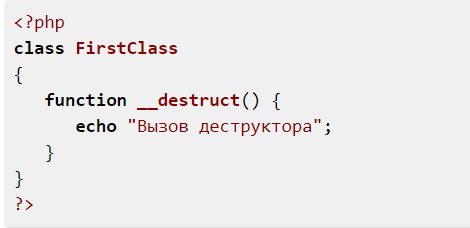 <?php
class FirstClass
{
   function __destruct() {
      echo "Вызов деструктора";
   }
}
?>